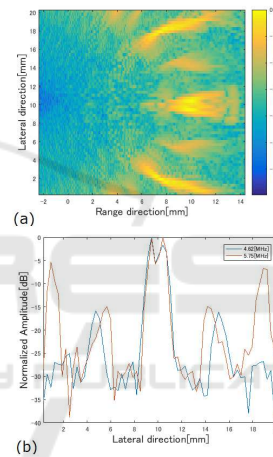 20
18
16
14
12
10
8
6
4
2
-2 0 2 4 6 8 10 12 14
Lateral direction[mm]
Range direction[mm]
0
(a)
0
-5
-10
-15
-20
-25
-30
-35
-40
2 4 6 8 10 12 14 16 18
Normalized Amplitude[dB]
4.62[MHz]
5.75[MHz]
Lateral direction[mm]
(b)